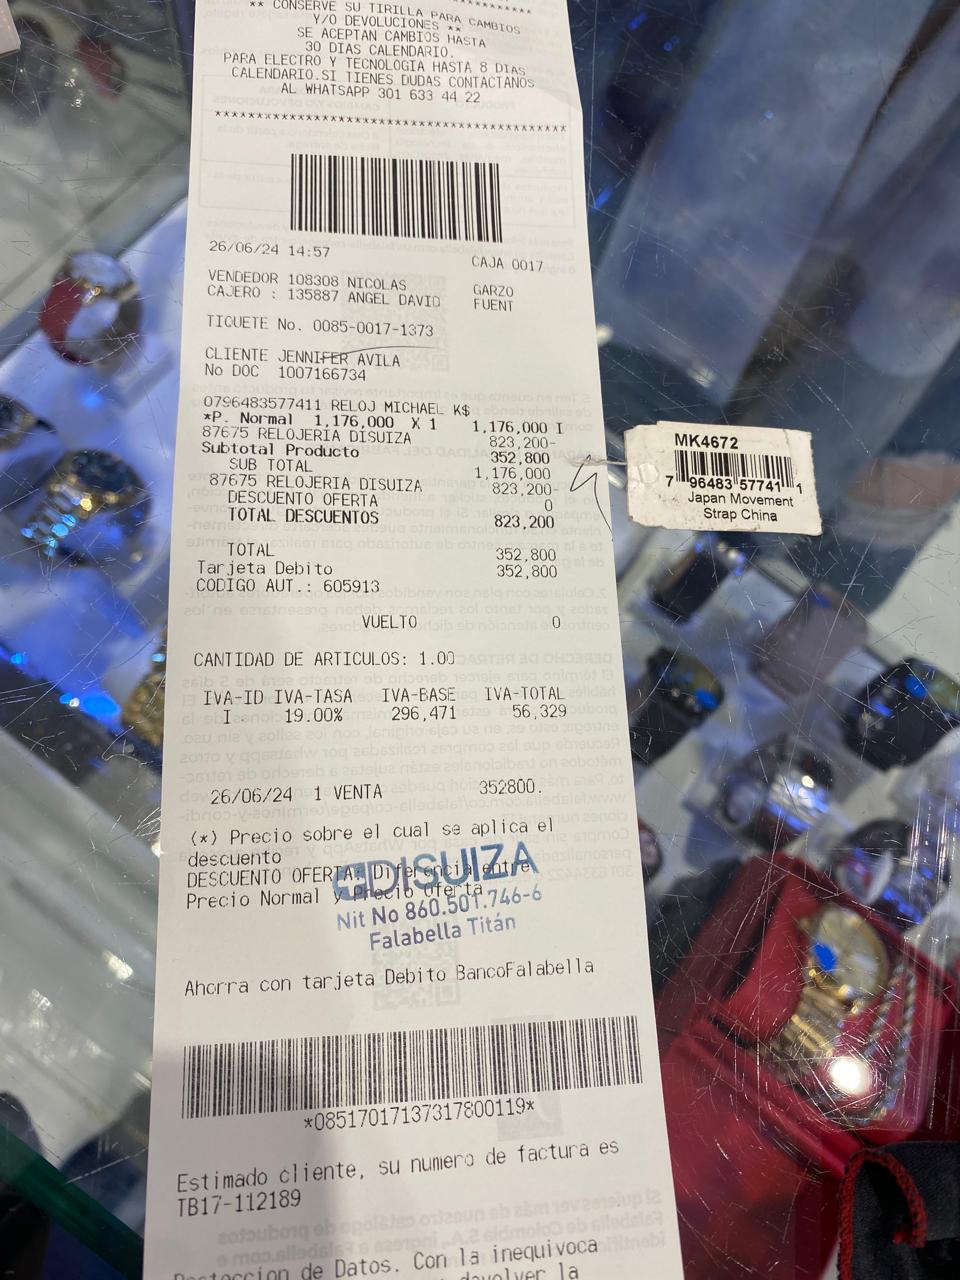 ** CONSERVE SU TIRILLA PARA CAMBIOS
Y/O DEVOLUCIONES **
SE ACEPTAN CAMBIOS HASTA
30 DIAS CALENDARIO.
PARA ELECTRO Y TECNOLOGIA HASTA 8 DIAS
CALENDARIO.SI TIENES DUDAS CONTACTANOS
AL WHATSAPP 301 633 44 22
26/06/24 14:57 CAJA 0017
VENDEDOR 108308 NICOLAS GARZO
CAJERO : 135887 ANGEL DAVID FUENT
TIQUETE No. 0085-0017-1373
CLIENTE JENNIFER AVILA
No DOC 1007166734
0796483577411 RELOJ MICHAEL K$
*P. Normal 1,176,000 X 1 1,176,000 I
87675 RELOJERIA DISUIZA 823,200-
Subtotal Producto 352,800
SUB TOTAL 1,176,000
87675 RELOJERIA DISUIZA 823,200-
DESCUENTO OFERTA 0
TOTAL DESCUENTOS 823,200
TOTAL 352,800
Tarjeta Debito 352,800
CODIGO AUT.: 605913
VUELTO 0
CANTIDAD DE ARTICULOS: 1.00
IVA-ID IVA-TASA IVA-BASE IVA-TOTAL
I 19.00% 296,471 56,329
26/06/24 1 VENTA 352800.
(*) Precio sobre el cual se aplica el
descuento
DESCUENTO OFERTA: Diferencia entre
Precio Normal y Precio oferta
DISUIZA
Nit No 860.501.746-6
Falabella Titán
Ahorra con tarjeta Debito BancoFalabella
*08517017137317800119*
Estimado cliente, su numero de factura es
TB17-112189
Proteccion de Datos. Con la inequivoca
devolver la
MK4672
7 96483 57741 1
Japan Movement
Strap China